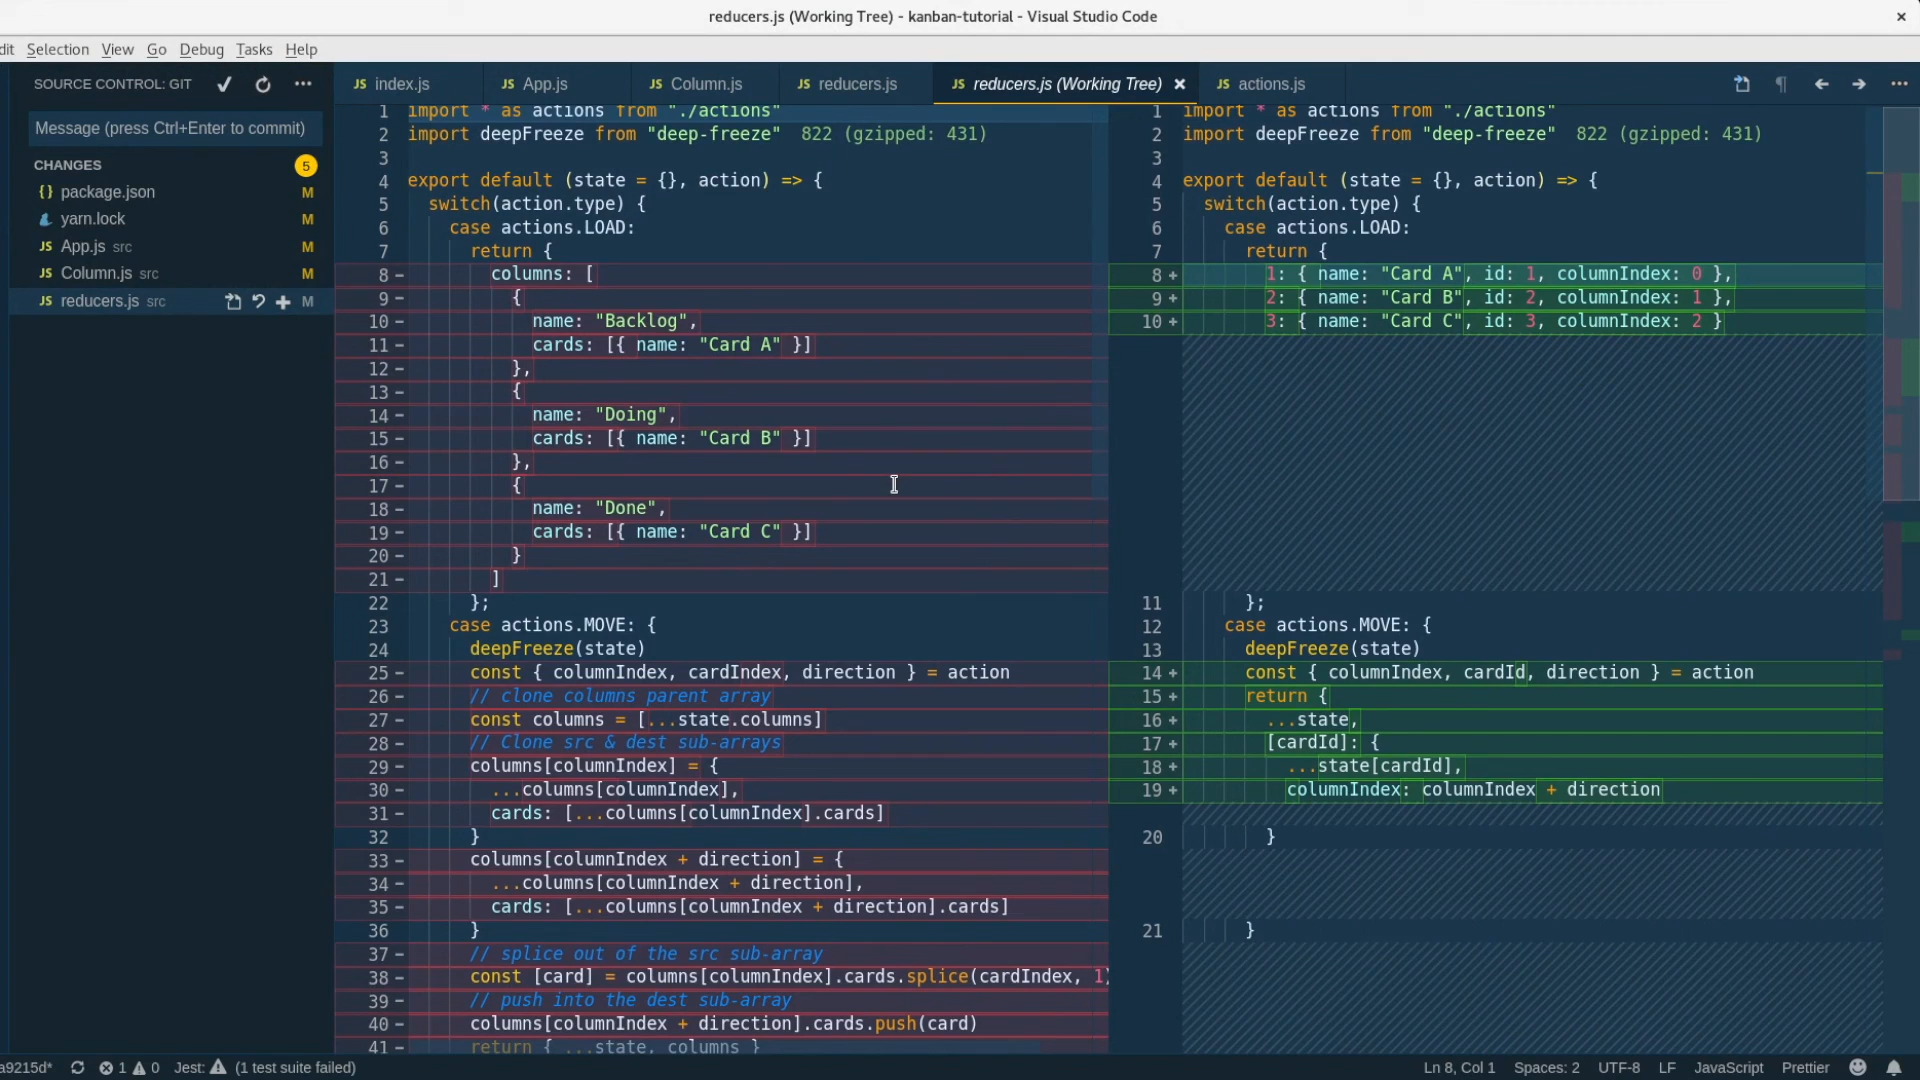 reducers.js (Working Tree) - kanban-tutorial - Visual Studio Code
dit Selection View Go Debug Tasks Help
SOURCE CONTROL: GIT
Message (press Ctrl+Enter to commit)
CHANGES 5
package.json M
yarn.lock M
JS App.js src M
JS Column.js src M
JS reducers.js src M
JS index.js JS App.js JS Column.js JS reducers.js JS reducers.js (Working Tree) JS actions.js
1 import * as actions from "./actions"
2 import deepFreeze from "deep-freeze" 822 (gzipped: 431)
3
4 export default (state = {}, action) => {
5 switch(action.type) {
6 case actions.LOAD:
7 return {
8 - columns: [
9 - {
10 - name: "Backlog",
11 - cards: [{ name: "Card A" }]
12 - },
13 - {
14 - name: "Doing",
15 - cards: [{ name: "Card B" }]
16 - },
17 - {
18 - name: "Done",
19 - cards: [{ name: "Card C" }]
20 - }
21 - ]
22 };
23 case actions.MOVE: {
24 deepFreeze(state)
25 - const { columnIndex, cardIndex, direction } = action
26 - // clone columns parent array
27 - const columns = [...state.columns]
28 - // Clone src & dest sub-arrays
29 - columns[columnIndex] = {
30 - ...columns[columnIndex],
31 - cards: [...columns[columnIndex].cards]
32 }
33 - columns[columnIndex + direction] = {
34 - ...columns[columnIndex + direction],
35 - cards: [...columns[columnIndex + direction].cards]
36 }
37 - // splice out of the src sub-array
38 - const [card] = columns[columnIndex].cards.splice(cardIndex, 1)
39 - // push into the dest sub-array
40 - columns[columnIndex + direction].cards.push(card)
41 - return { ...state, columns }
1 import * as actions from "./actions"
2 import deepFreeze from "deep-freeze" 822 (gzipped: 431)
3
4 export default (state = {}, action) => {
5 switch(action.type) {
6 case actions.LOAD:
7 return {
8 + 1: { name: "Card A", id: 1, columnIndex: 0 },
9 + 2: { name: "Card B", id: 2, columnIndex: 1 },
10 + 3: { name: "Card C", id: 3, columnIndex: 2 }
11 };
12 case actions.MOVE: {
13 deepFreeze(state)
14 + const { columnIndex, cardId, direction } = action
15 + return {
16 + ...state,
17 + [cardId]: {
18 + ...state[cardId],
19 + columnIndex: columnIndex + direction
20 }
21 }
a9215d* 1 0 Jest: (1 test suite failed) Ln 8, Col 1 Spaces: 2 UTF-8 LF JavaScript Prettier